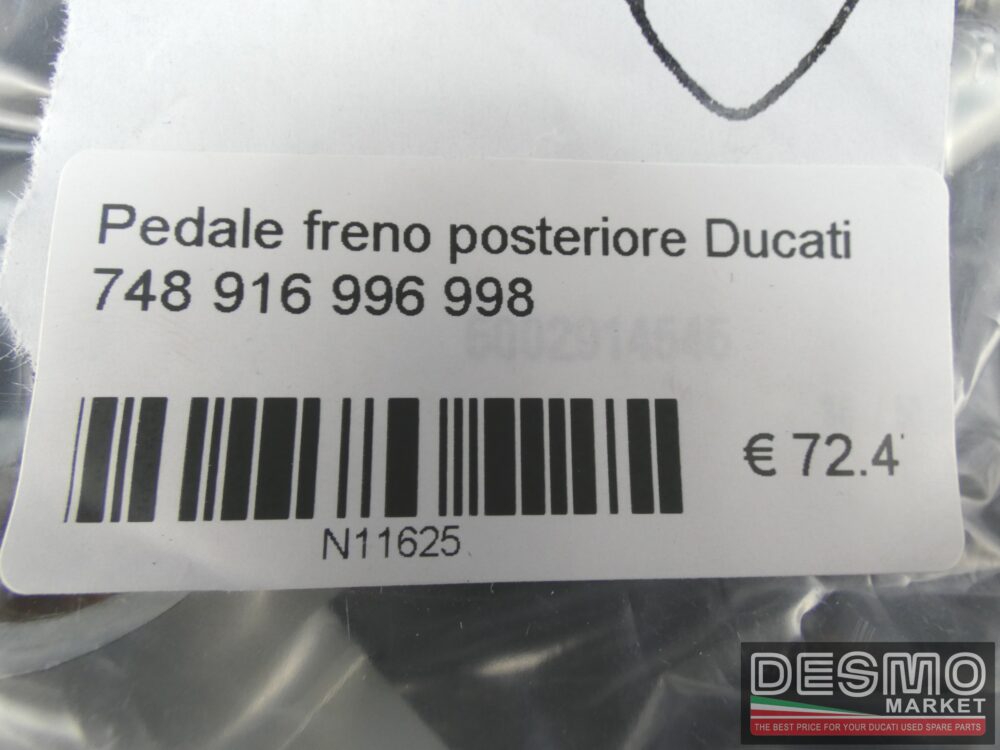 Pedale freno posteriore Ducati
748 916 996 998
6002914545
€ 72.4
N11625
DESMO
MARKET
THE BEST PRICE FOR YOUR DUCATI USED SPARE PARTS